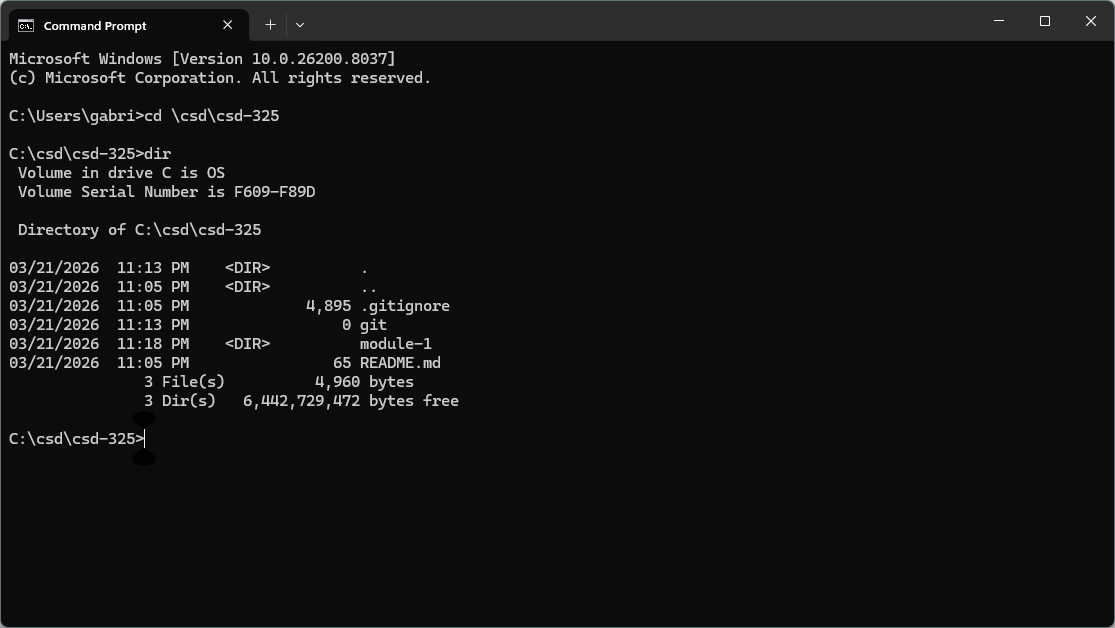 Command Prompt
Microsoft Windows [Version 10.0.26200.8037]
(c) Microsoft Corporation. All rights reserved.
C:\Users\gabri>cd \csd\csd-325
C:\csd\csd-325>dir
 Volume in drive C is OS
 Volume Serial Number is F609-F89D
 Directory of C:\csd\csd-325
03/21/2026  11:13 PM    <DIR>          .
03/21/2026  11:05 PM    <DIR>          ..
03/21/2026  11:05 PM             4,895 .gitignore
03/21/2026  11:13 PM                 0 git
03/21/2026  11:18 PM    <DIR>          module-1
03/21/2026  11:05 PM                65 README.md
               3 File(s)          4,960 bytes
               3 Dir(s)   6,442,729,472 bytes free
C:\csd\csd-325>